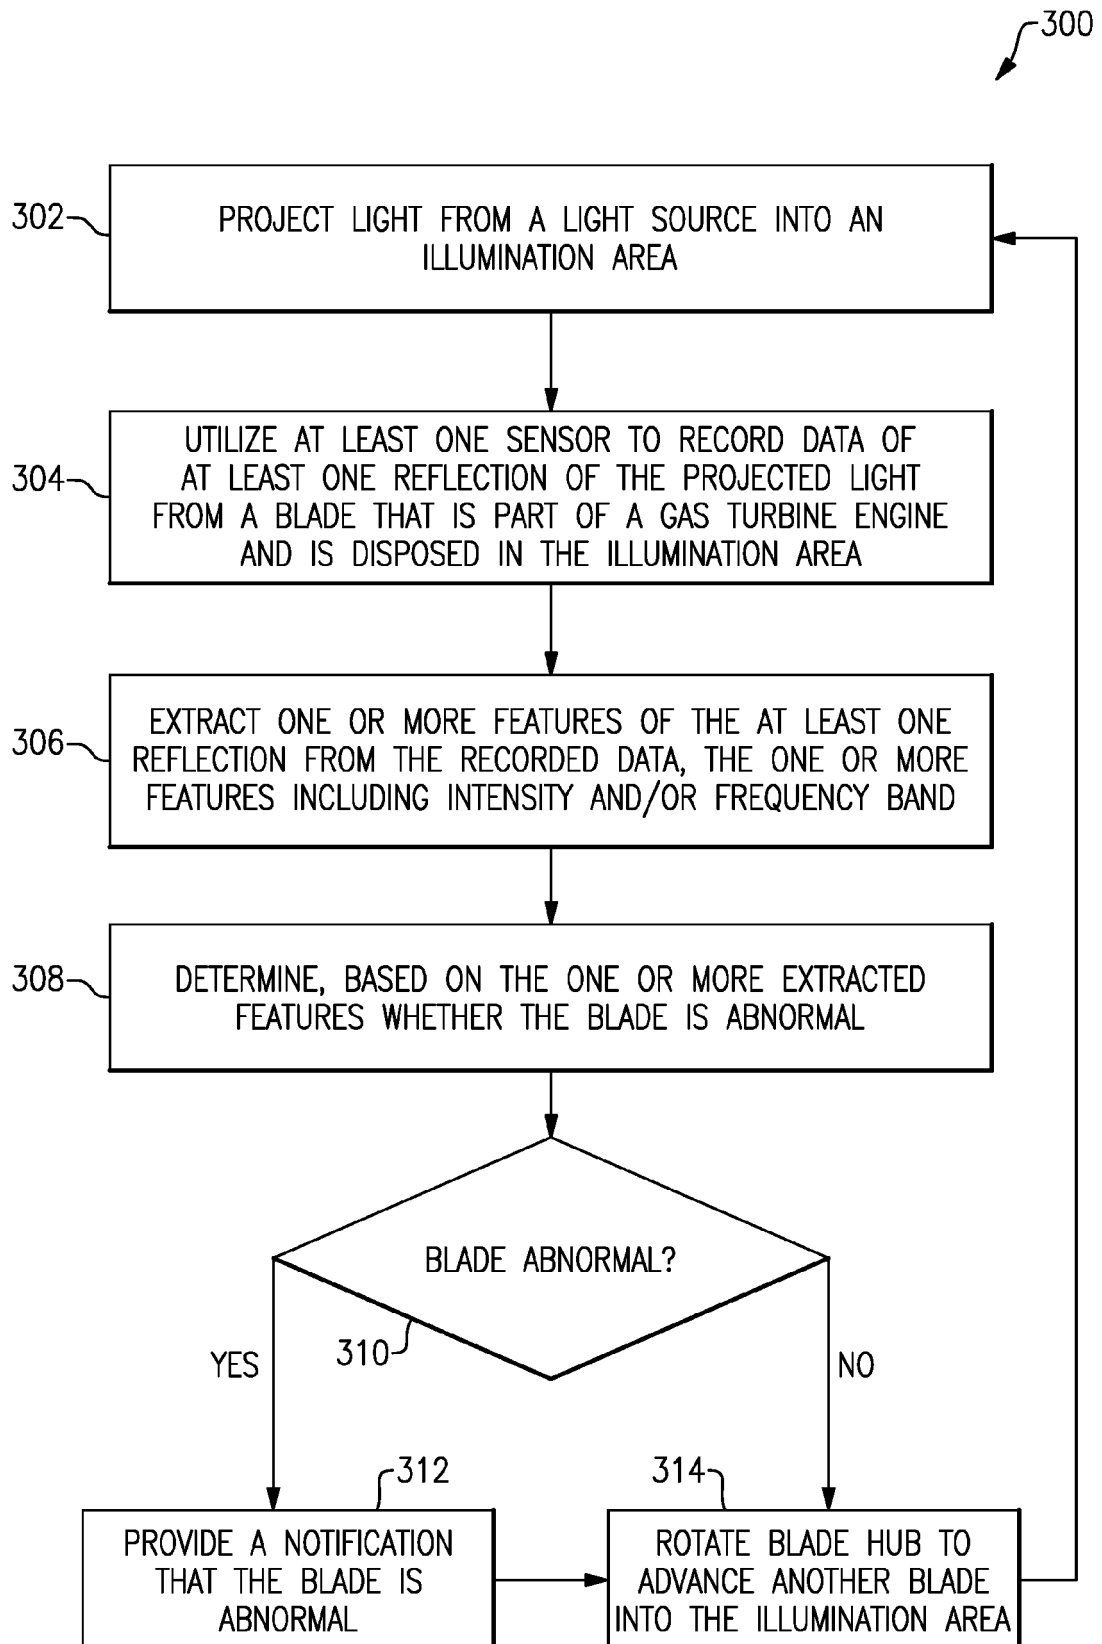 300
302
PROJECT LIGHT FROM A LIGHT SOURCE INTO AN
ILLUMINATION AREA
304
UTILIZE AT LEAST ONE SENSOR TO RECORD DATA OF
AT LEAST ONE REFLECTION OF THE PROJECTED LIGHT
FROM A BLADE THAT IS PART OF A GAS TURBINE ENGINE
AND IS DISPOSED IN THE ILLUMINATION AREA
306
EXTRACT ONE OR MORE FEATURES OF THE AT LEAST ONE
REFLECTION FROM THE RECORDED DATA, THE ONE OR MORE
FEATURES INCLUDING INTENSITY AND/OR FREQUENCY BAND
308
DETERMINE, BASED ON THE ONE OR MORE EXTRACTED
FEATURES WHETHER THE BLADE IS ABNORMAL
BLADE ABNORMAL?
310
YES
NO
312
PROVIDE A NOTIFICATION
THAT THE BLADE IS
ABNORMAL
314
ROTATE BLADE HUB TO
ADVANCE ANOTHER BLADE
INTO THE ILLUMINATION AREA